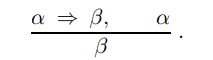 α ⇒ β, α
β .